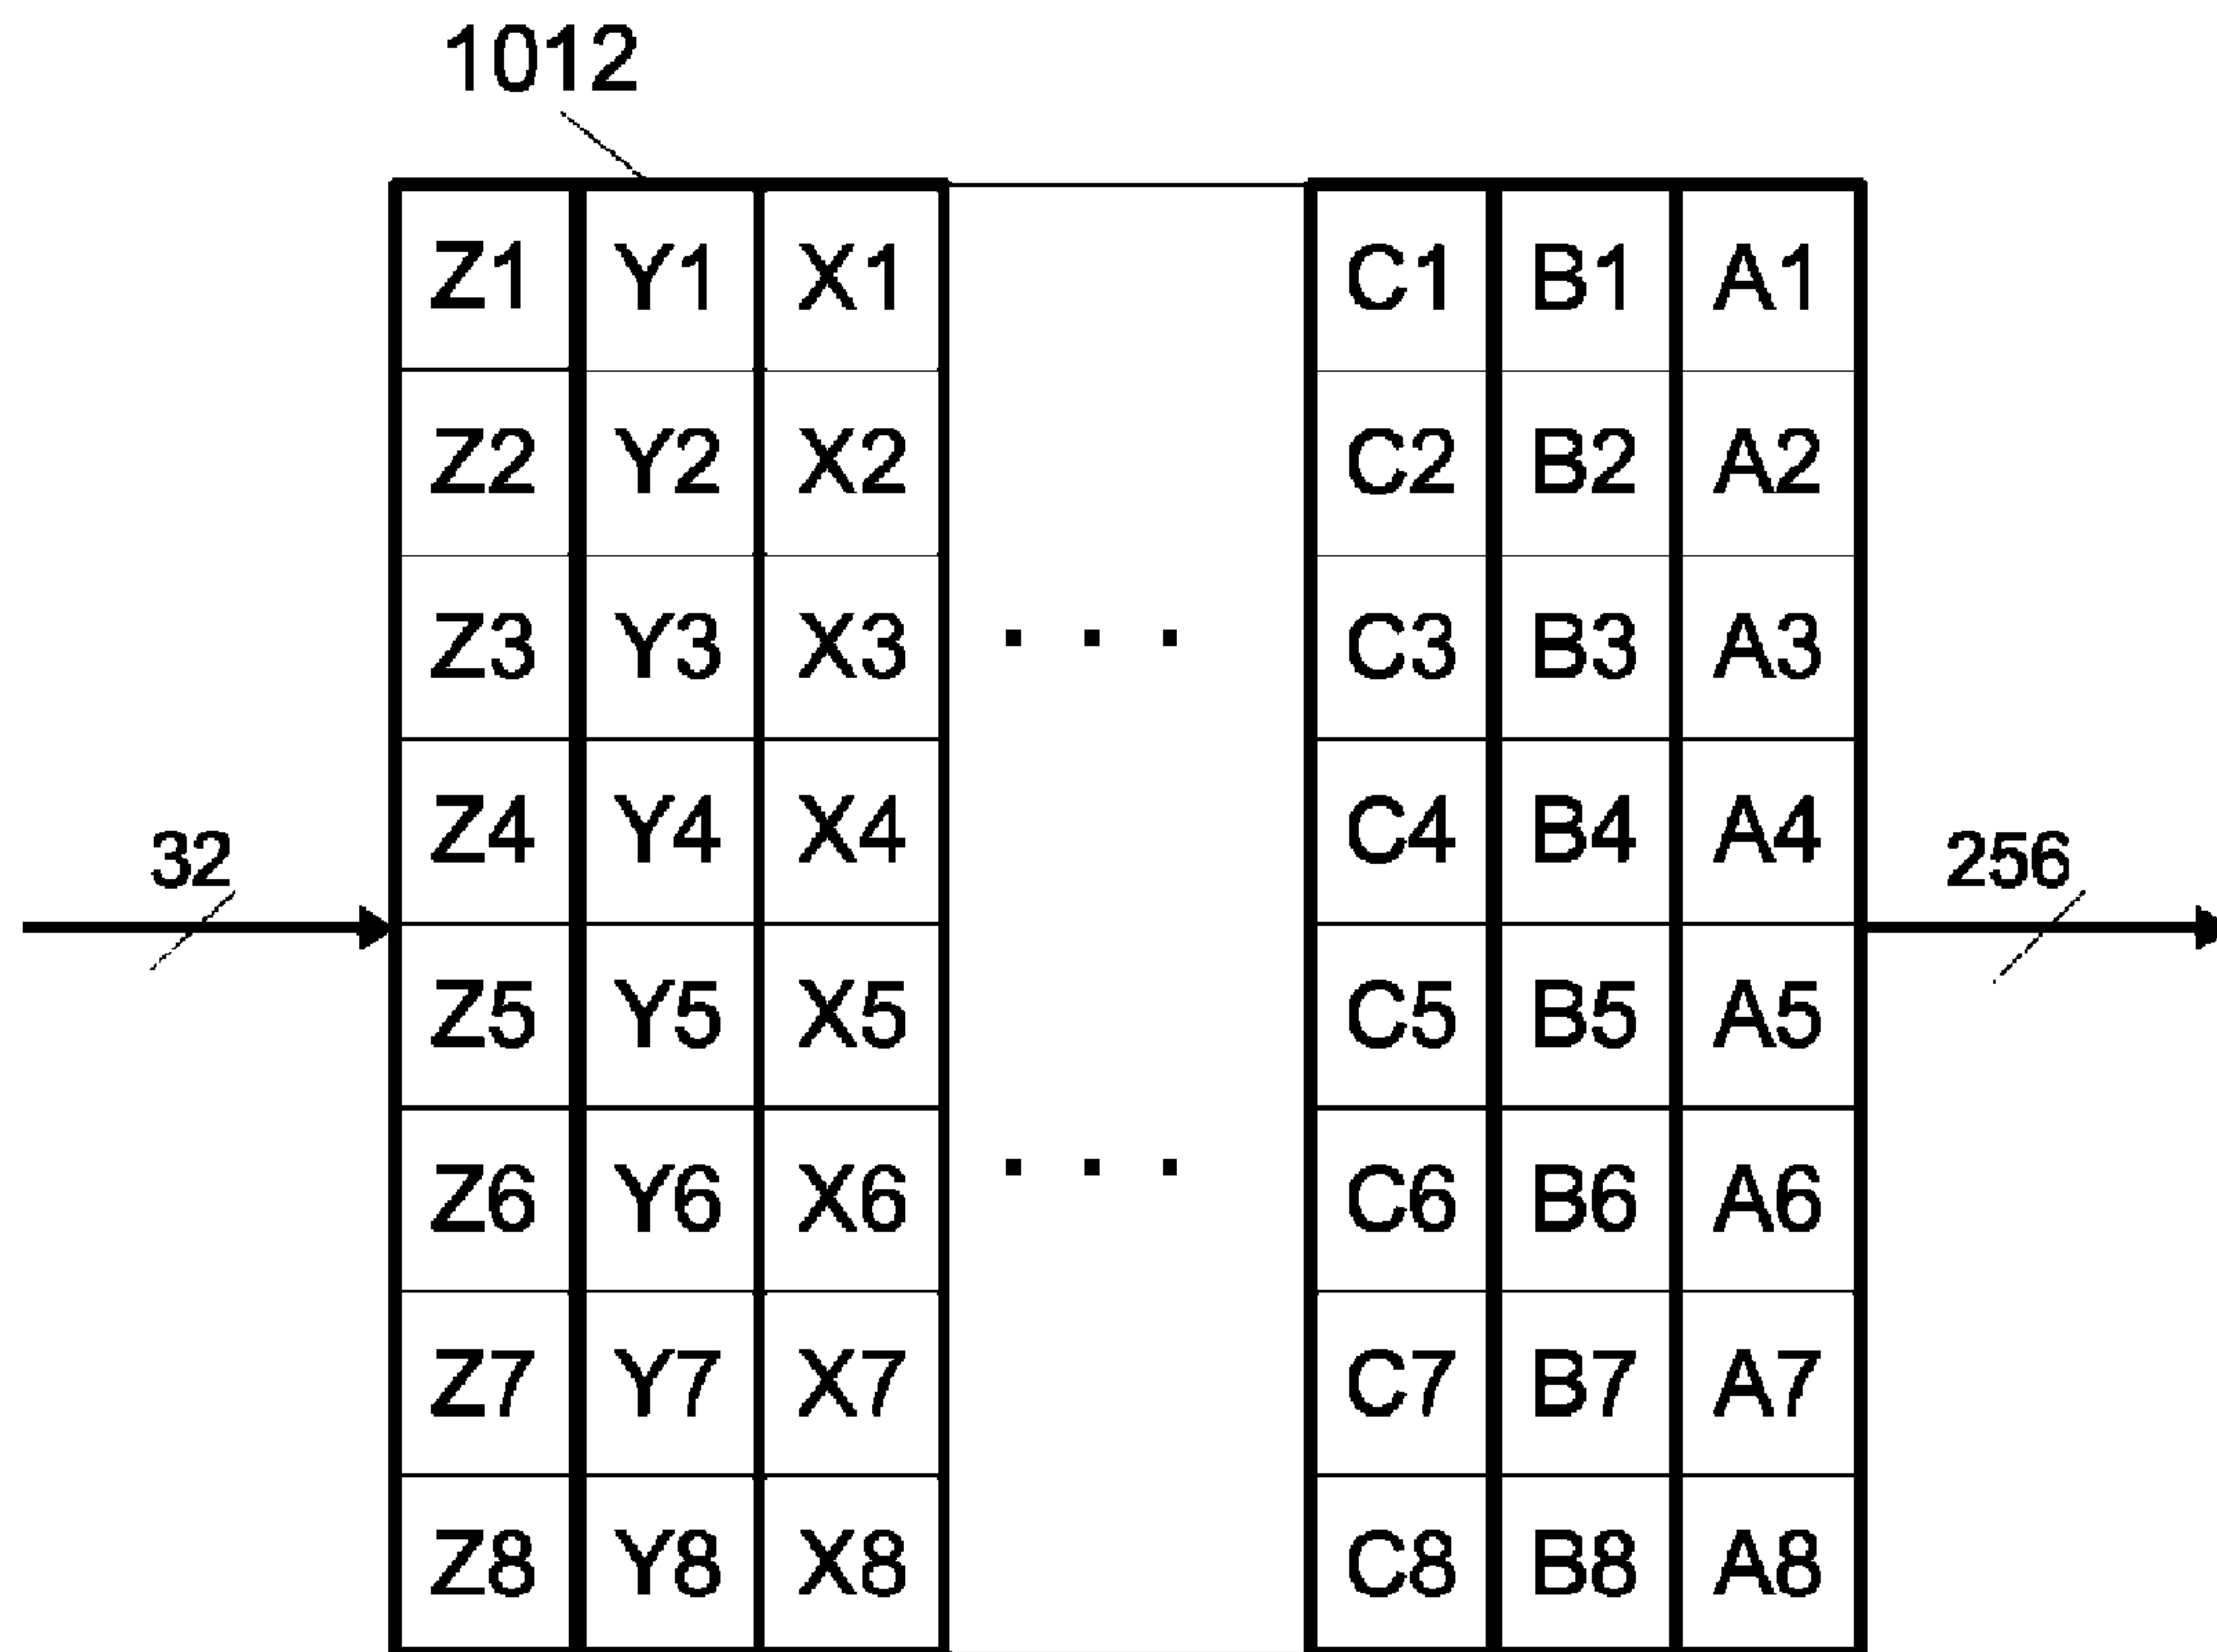 1012
Z1 Y1 X1 C1 B1 A1
Z2 Y2 X2 C2 B2 A2
Z3 Y3 X3 . . . C3 B3 A3
32 Z4 Y4 X4 C4 B4 A4 256
Z5 Y5 X5 C5 B5 A5
Z6 Y6 X6 . . . C6 B6 A6
Z7 Y7 X7 C7 B7 A7
Z8 Y8 X8 C8 B8 A8